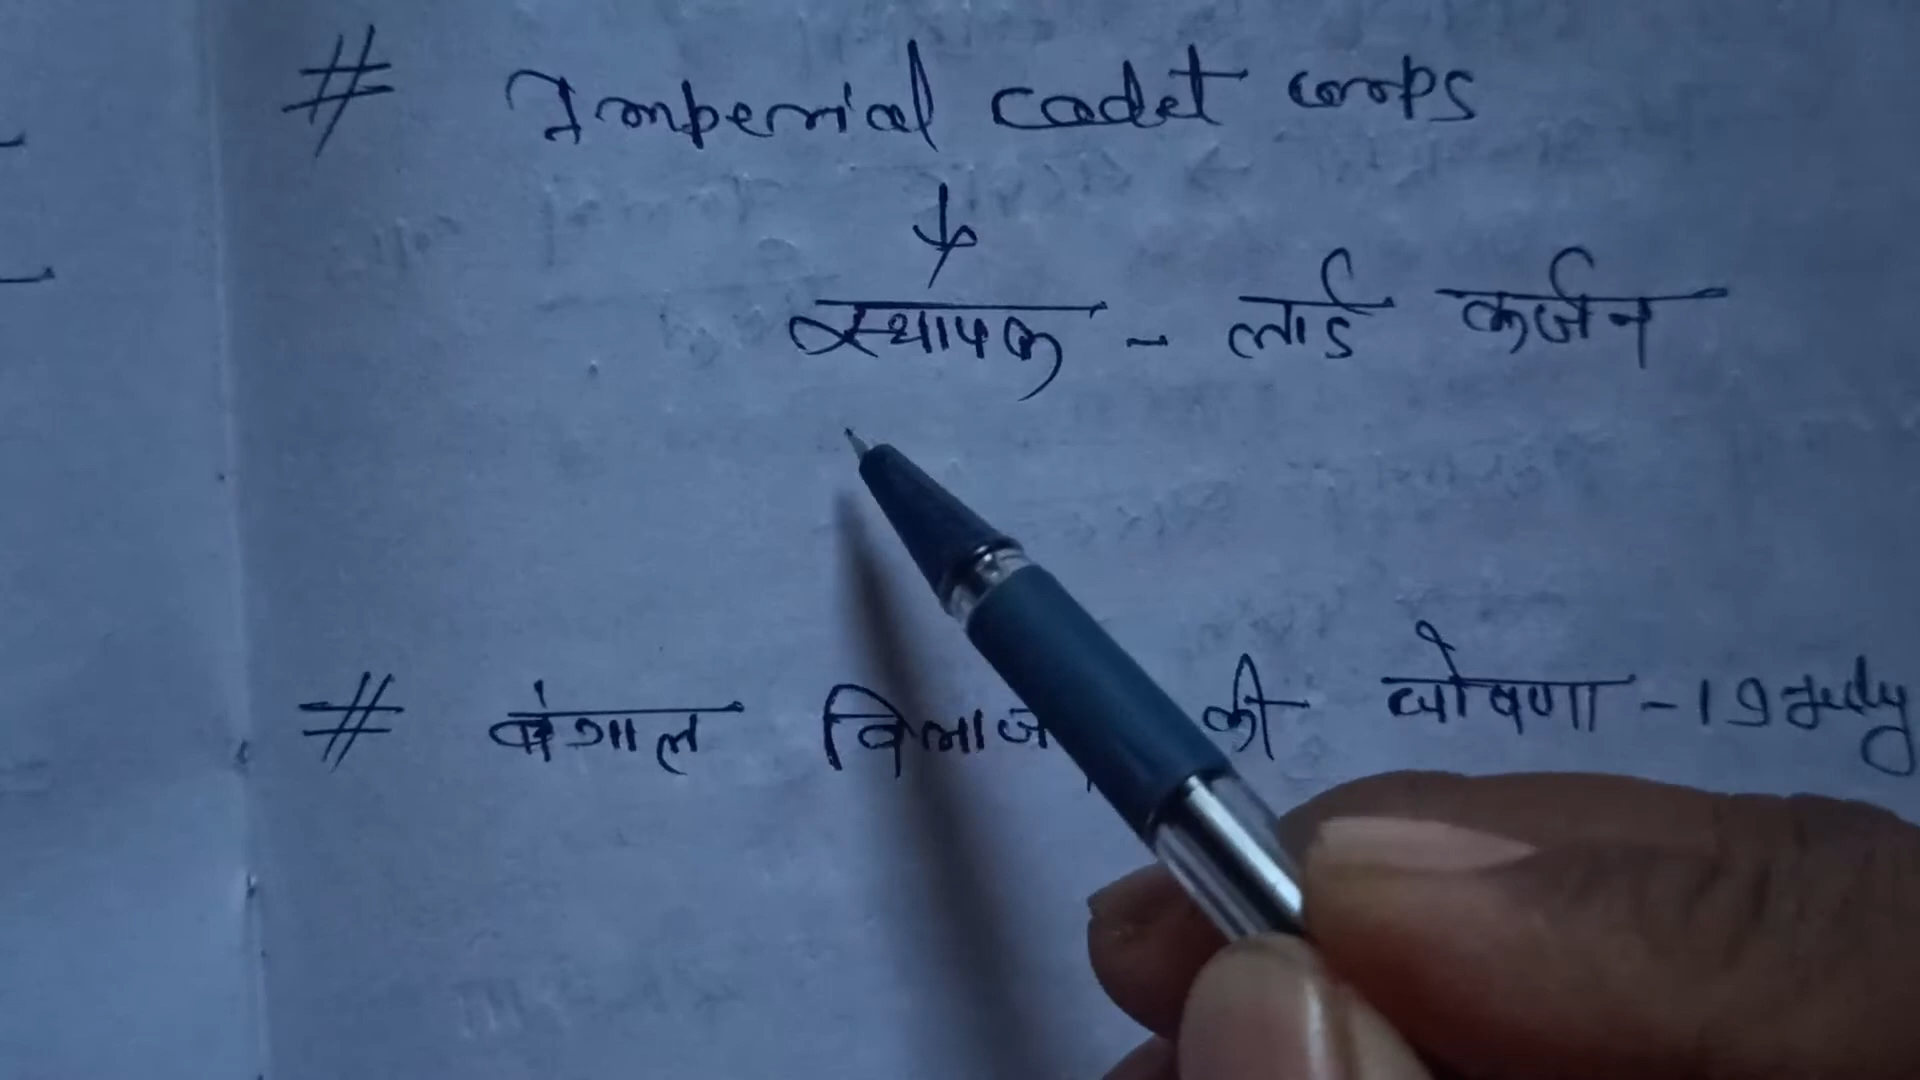 # Imperial cadet corps
स्थापक - लार्ड कर्जन
# बंगाल की घोषणा - 19 July